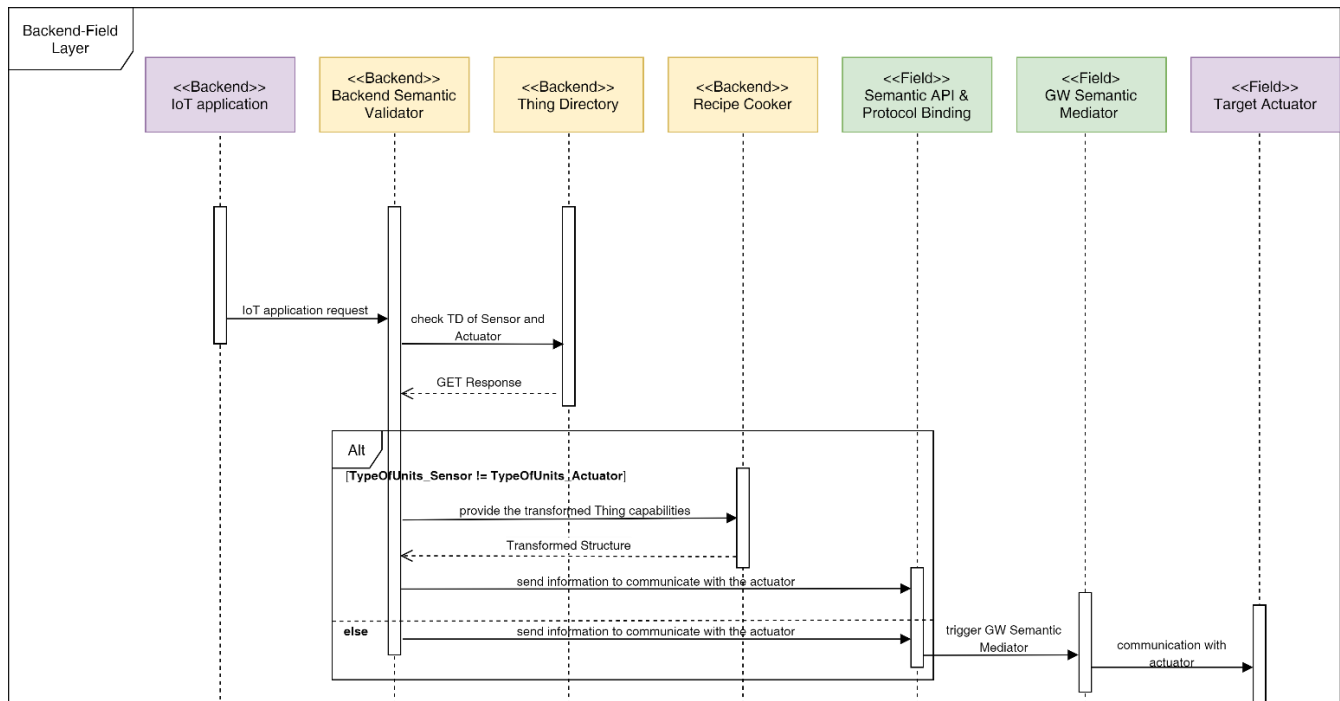 Backend-Field
Layer
<<Backend>>
IoT application
<<Backend>>
Backend Semantic
Validator
<<Backend>>
Thing Directory
<<Backend>>
Recipe Cooker
<<Field>>
Semantic API &
Protocol Binding
<<Field>
GW Semantic
Mediator
<<Field>>
Target Actuator
IoT application request
check TD of Sensor and
Actuator
GET Response
Alt
[TypeOfUnits_Sensor != TypeOfUnits_Actuator]
provide the transformed Thing capabilities
Transformed Structure
send information to communicate with the actuator
else
send information to communicate with the actuator
trigger GW Semantic
Mediator
communication with
actuator